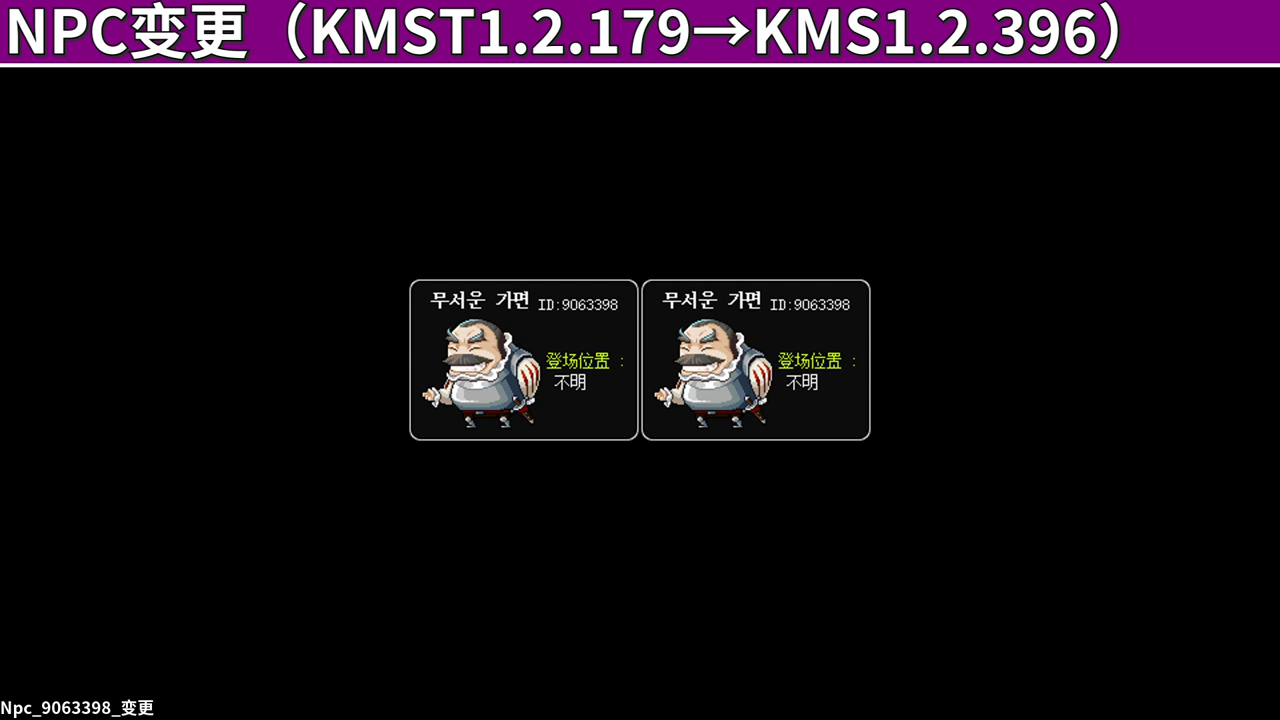 NPC变更（KMST1.2.179→KMS1.2.396）
무서운 가면 ID:9063398
登场位置 :
不明
무서운 가면 ID:9063398
登场位置 :
不明
Npc_9063398_变更